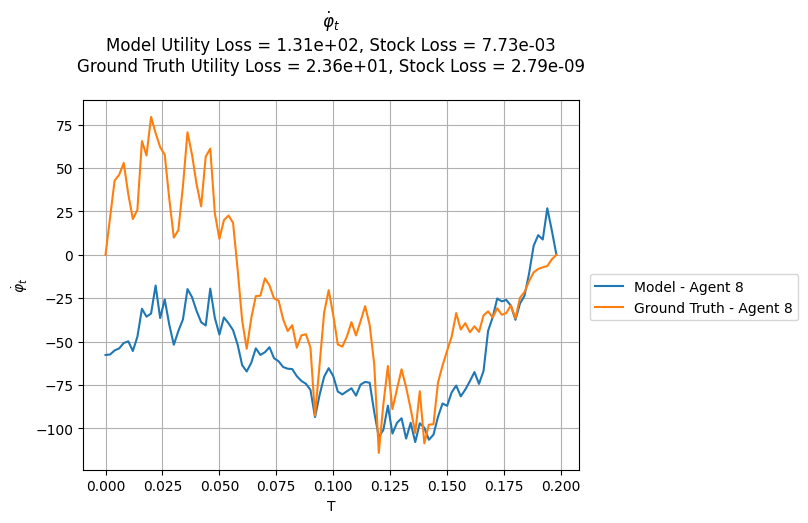 φ̇ₜ
Model Utility Loss = 1.31e+02, Stock Loss = 7.73e-03
Ground Truth Utility Loss = 2.36e+01, Stock Loss = 2.79e-09
75
50
25
0
−25
−50
−75
−100
φ̇ₜ
0.000 0.025 0.050 0.075 0.100 0.125 0.150 0.175 0.200
T
Model - Agent 8
Ground Truth - Agent 8